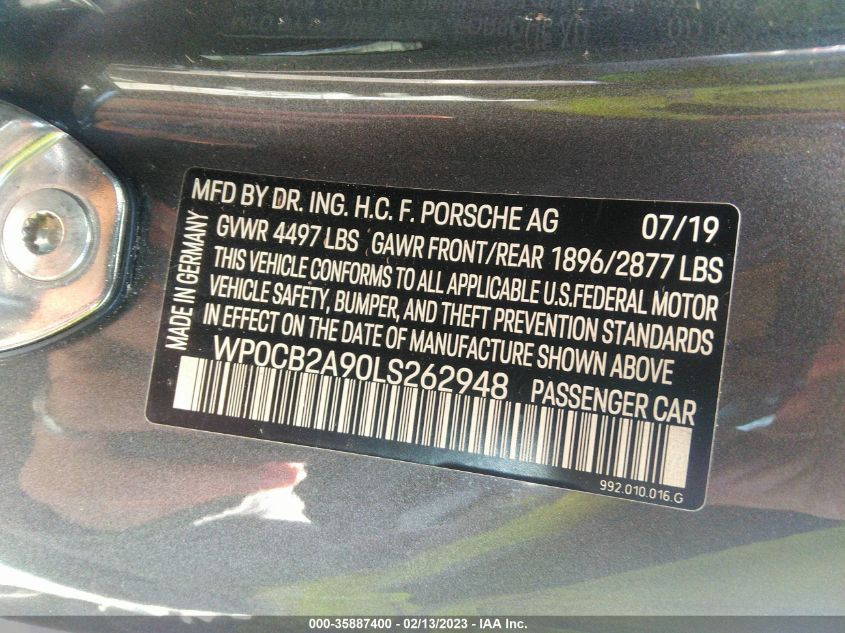 MFD BY DR. ING. H.C. F. PORSCHE AG 07/19
GVWR 4497 LBS GAWR FRONT/REAR 1896/2877 LBS
THIS VEHICLE CONFORMS TO ALL APPLICABLE U.S.FEDERAL MOTOR
VEHICLE SAFETY, BUMPER, AND THEFT PREVENTION STANDARDS
IN EFFECT ON THE DATE OF MANUFACTURE SHOWN ABOVE
MADE IN GERMANY
WP0CB2A90LS262948 PASSENGER CAR
992.010.016.G
000-35887400 - 02/13/2023 - IAA Inc.